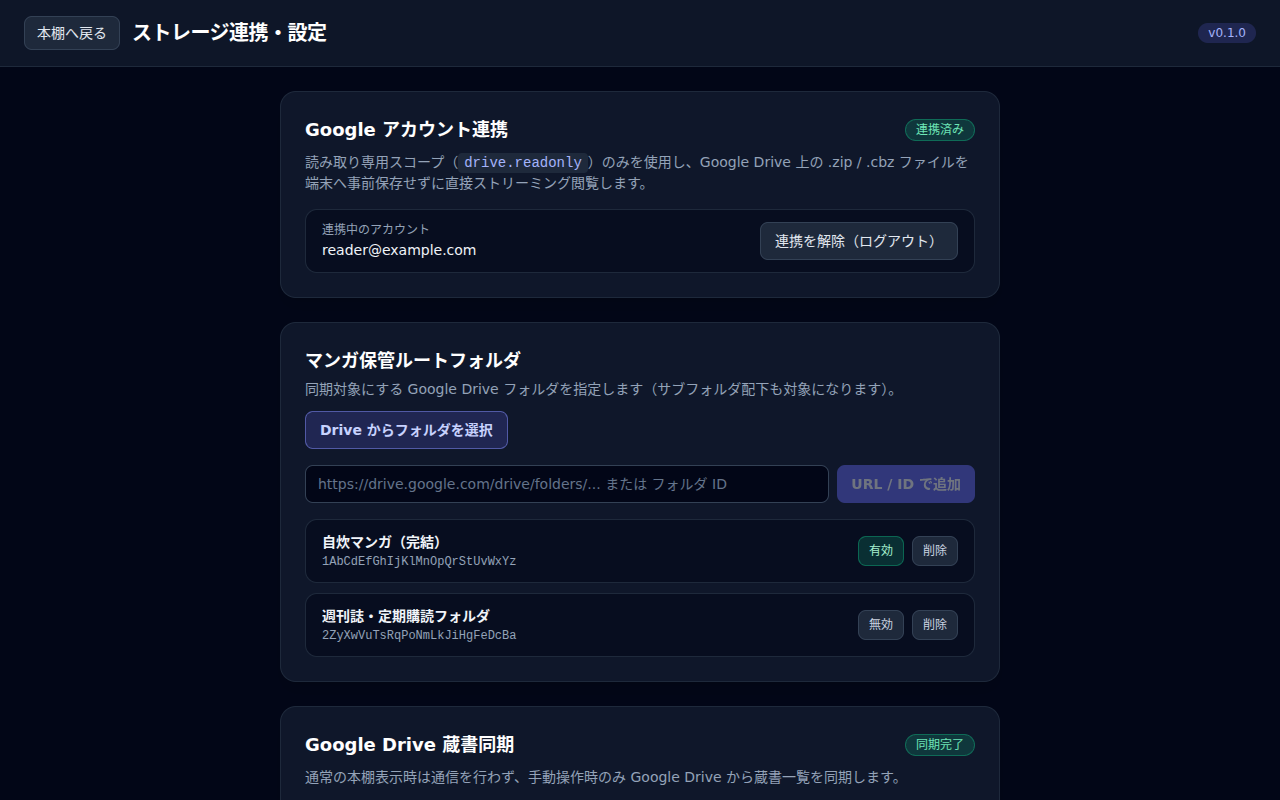 本棚へ戻る
ストレージ連携・設定
v0.1.0
Google アカウント連携
連携済み
読み取り専用スコープ（drive.readonly）のみを使用し、Google Drive 上の .zip / .cbz ファイルを
端末へ事前保存せずに直接ストリーミング閲覧します。
連携中のアカウント
reader@example.com
連携を解除（ログアウト）
マンガ保管ルートフォルダ
同期対象にする Google Drive フォルダを指定します（サブフォルダ配下も対象になります）。
Drive からフォルダを選択
https://drive.google.com/drive/folders/... または フォルダ ID
URL / ID で追加
自炊マンガ（完結）
1AbCdEfGhIjKlMnOpQrStUvWxYz
有効
削除
週刊誌・定期購読フォルダ
2ZyXwVuTsRqPoNmLkJiHgFeDcBa
無効
削除
Google Drive 蔵書同期
同期完了
通常の本棚表示時は通信を行わず、手動操作時のみ Google Drive から蔵書一覧を同期します。